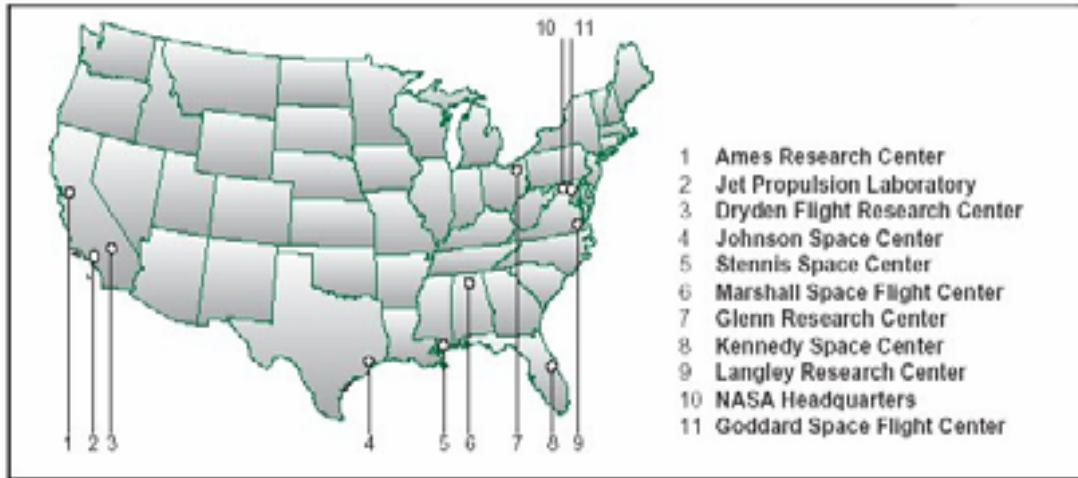 10 11
1 Ames Research Center
2 Jet Propulsion Laboratory
3 Dryden Flight Research Center
4 Johnson Space Center
5 Stennis Space Center
6 Marshall Space Flight Center
7 Glenn Research Center
8 Kennedy Space Center
9 Langley Research Center
10 NASA Headquarters
11 Goddard Space Flight Center
1 2 3 4 5 6 7 8 9